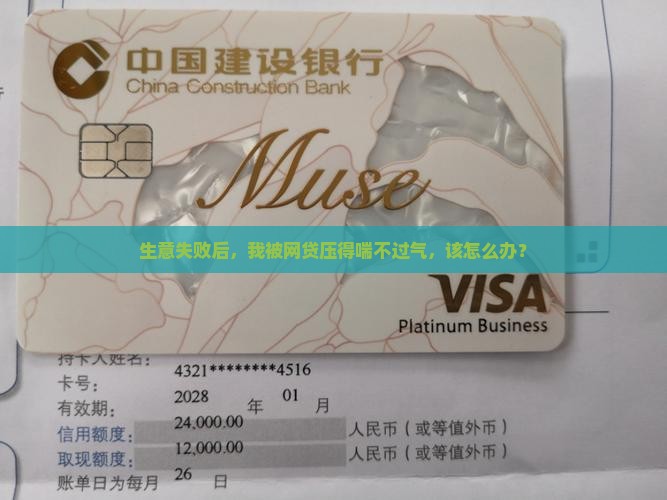 中国建设银行
China Construction Bank
Muse
生意失败后，我被网贷压得喘不过气，该怎么办？
VISA
Platinum Business
持卡人姓名：
卡号： 4321********4516
有效期： 2028 年 01 月
信用额度： 24,000.00 人民币（或等值外币）
取现额度： 12,000.00 人民币（或等值外币）
账单日为每月 26 日